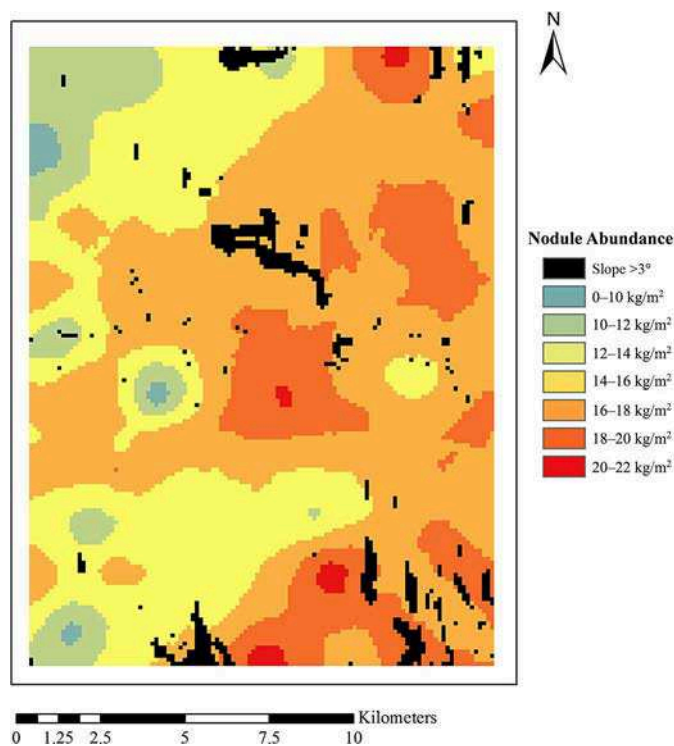 N
Nodule Abundance
Slope >3°
0–10 kg/m²
10–12 kg/m²
12–14 kg/m²
14–16 kg/m²
16–18 kg/m²
18–20 kg/m²
20–22 kg/m²
Kilometers
0 1.25 2.5 5 7.5 10